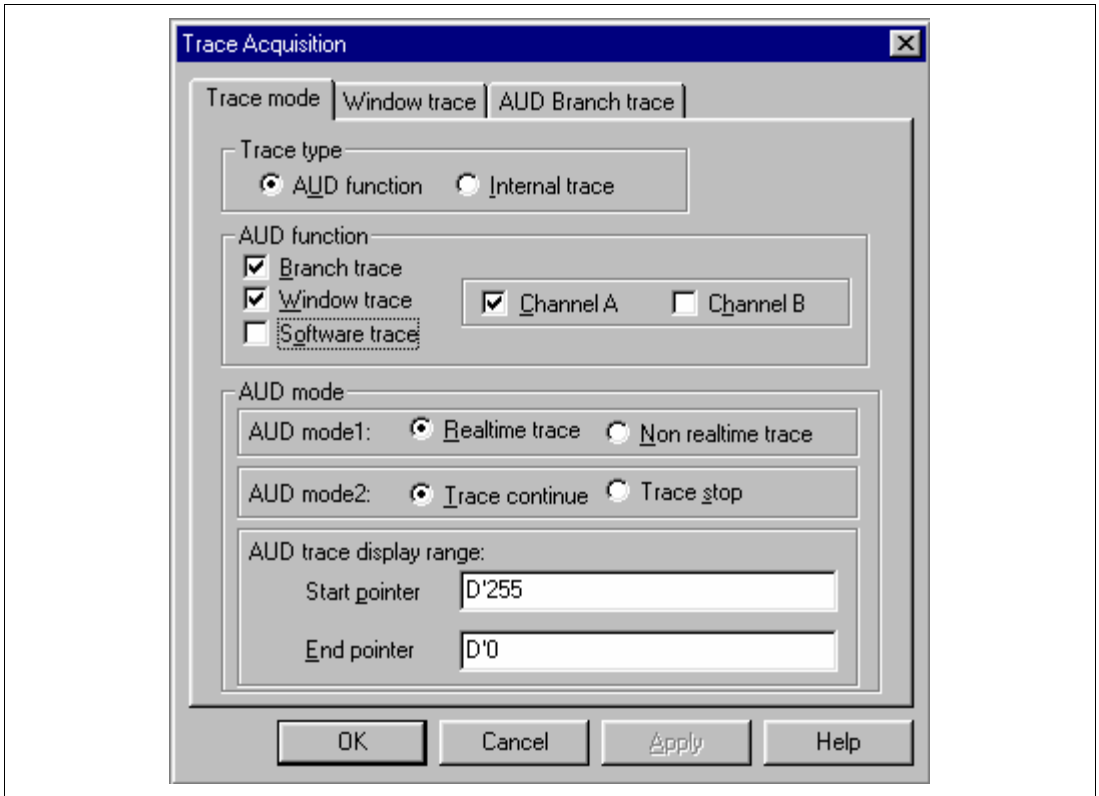 Trace Acquisition
Trace mode
Window trace
AUD Branch trace
Trace type
AUD function
Internal trace
AUD function
Branch trace
Window trace
Channel A
Channel B
Software trace
AUD mode
AUD mode1:
Realtime trace
Non realtime trace
AUD mode2:
Trace continue
Trace stop
AUD trace display range:
Start pointer
D'255
End pointer
D'0
OK
Cancel
Apply
Help